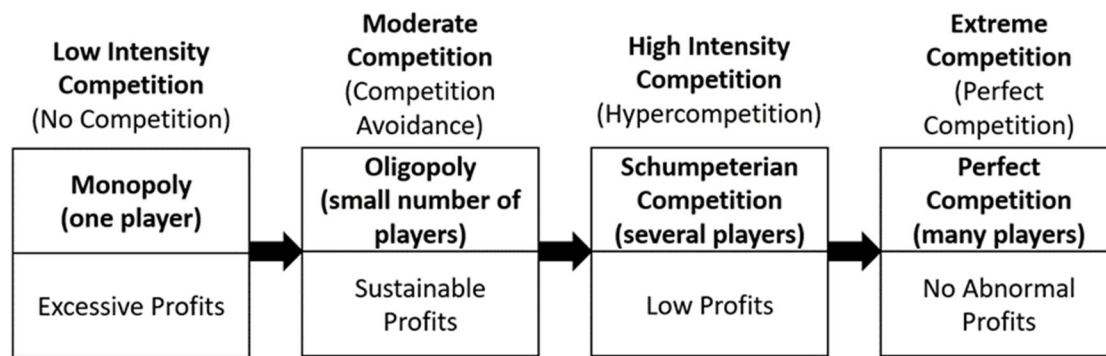 Low Intensity
Competition
(No Competition)
Moderate
Competition
(Competition
Avoidance)
High Intensity
Competition
(Hypercompetition)
Extreme
Competition
(Perfect
Competition)
Monopoly
(one player)
Oligopoly
(small number of
players)
Schumpeterian
Competition
(several players)
Perfect
Competition
(many players)
Excessive Profits
Sustainable
Profits
Low Profits
No Abnormal
Profits